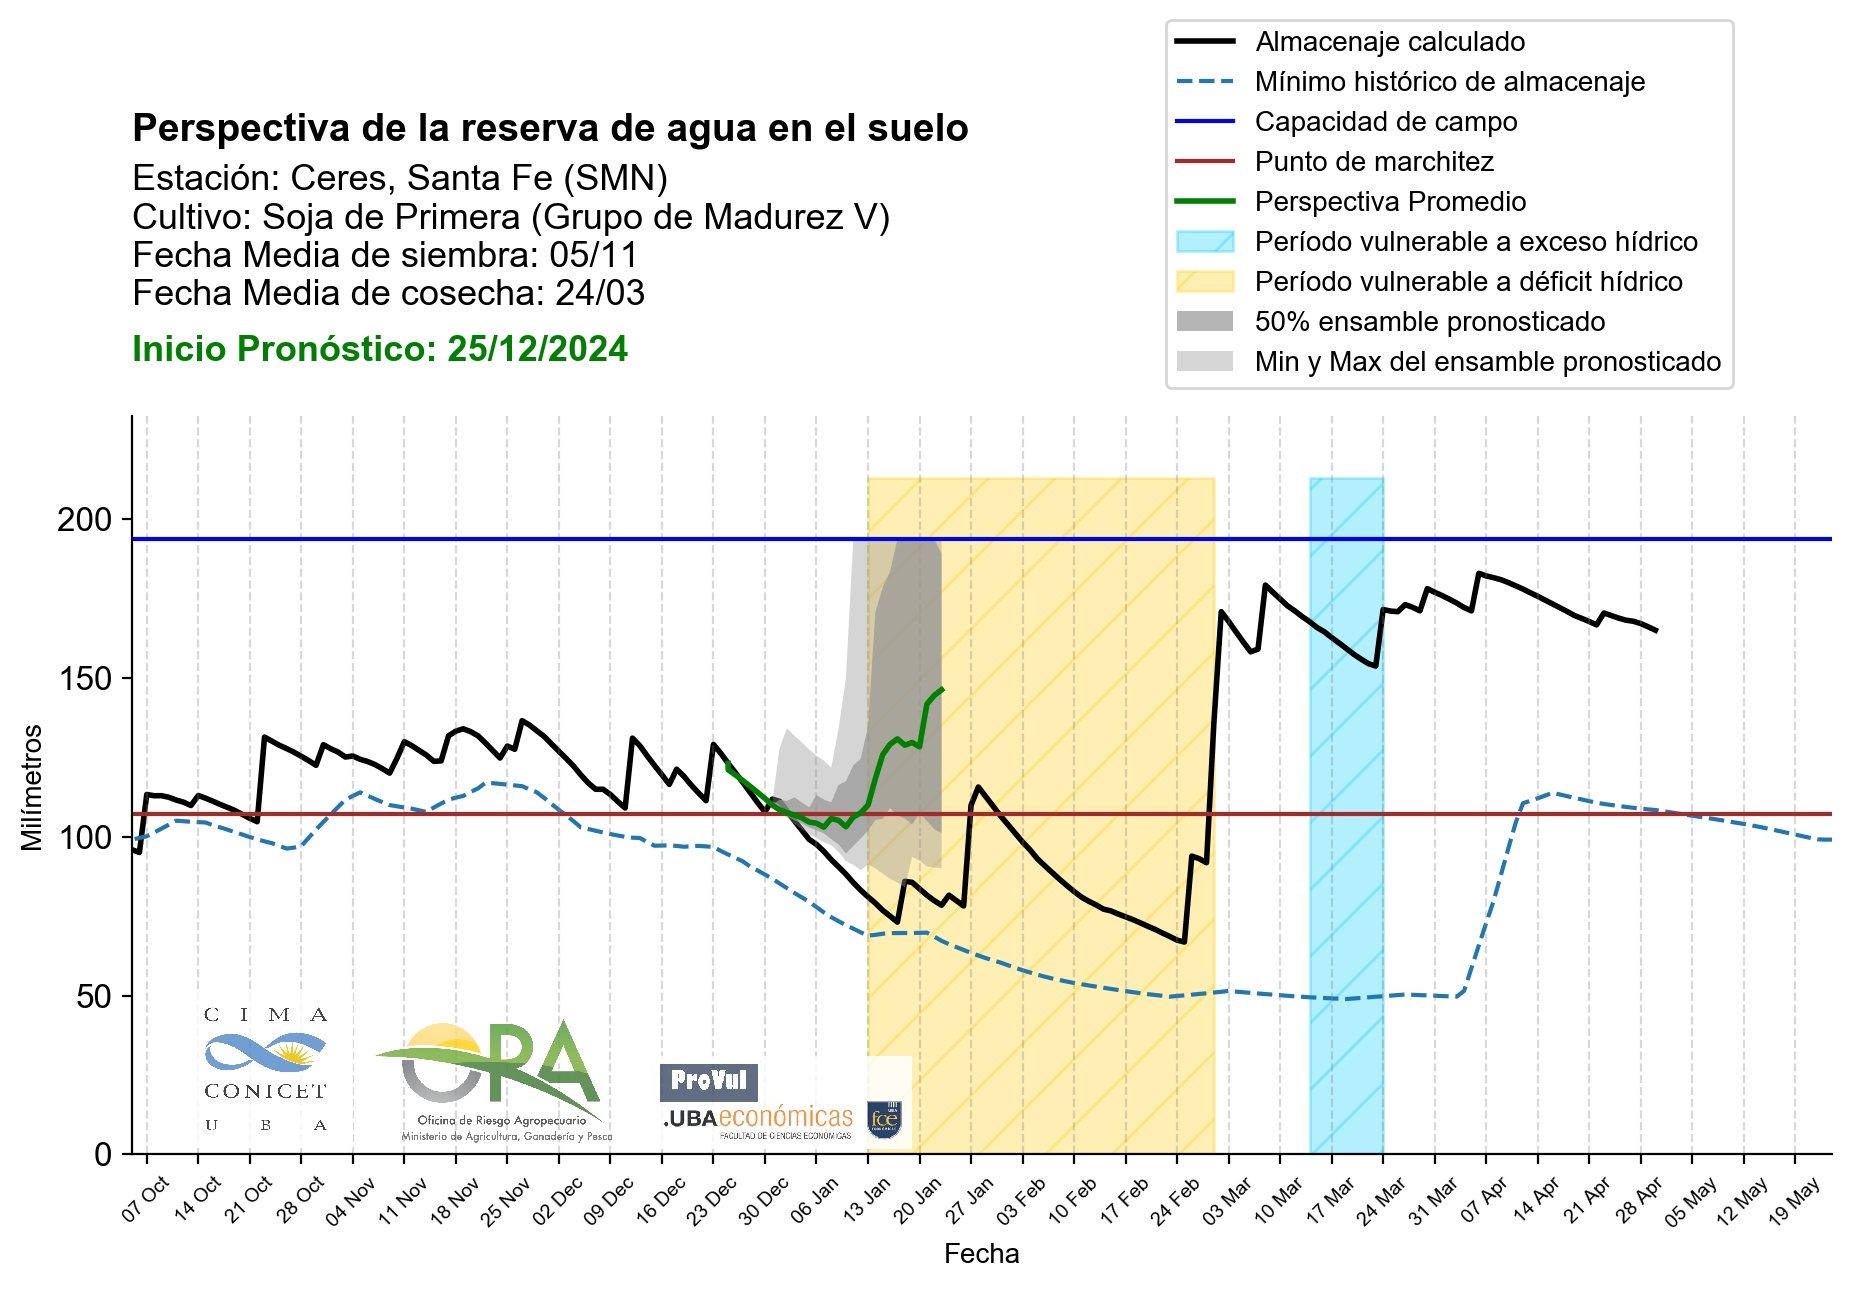 Almacenaje calculado
Mínimo histórico de almacenaje
Capacidad de campo
Punto de marchitez
Perspectiva Promedio
Período vulnerable a exceso hídrico
Período vulnerable a déficit hídrico
50% ensamble pronosticado
Min y Max del ensamble pronosticado
Perspectiva de la reserva de agua en el suelo
Estación: Ceres, Santa Fe (SMN)
Cultivo: Soja de Primera (Grupo de Madurez V)
Fecha Media de siembra: 05/11
Fecha Media de cosecha: 24/03
Inicio Pronóstico: 25/12/2024
Milímetros
200
150
100
50
0
CIMA
CONICET
UBA
ORA
Oficina de Riesgo Agropecuario
Ministerio de Agricultura, Ganadería y Pesca
ProVul
.UBAeconómicas
FACULTAD DE CIENCIAS ECONÓMICAS
UBA
fce
07 Oct
14 Oct
21 Oct
28 Oct
04 Nov
11 Nov
18 Nov
25 Nov
02 Dec
09 Dec
16 Dec
23 Dec
30 Dec
06 Jan
13 Jan
20 Jan
27 Jan
03 Feb
10 Feb
17 Feb
24 Feb
03 Mar
10 Mar
17 Mar
24 Mar
31 Mar
07 Apr
14 Apr
21 Apr
28 Apr
05 May
12 May
19 May
Fecha